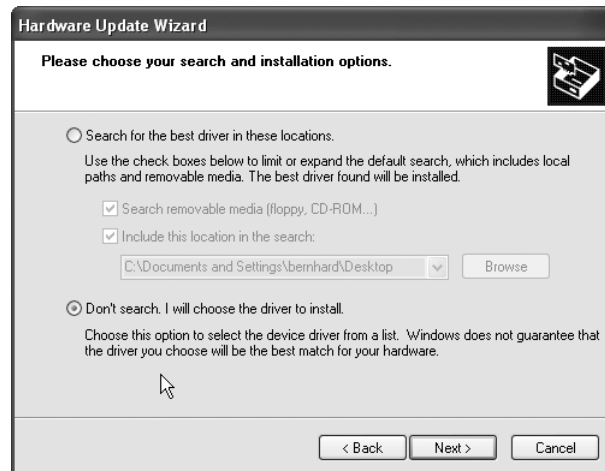 Hardware Update Wizard
Please choose your search and installation options.
Search for the best driver in these locations.
Use the check boxes below to limit or expand the default search, which includes local
paths and removable media. The best driver found will be installed.
Search removable media (floppy, CD-ROM...)
Include this location in the search:
C:\Documents and Settings\bernhard\Desktop
Browse
Don't search. I will choose the driver to install.
Choose this option to select the device driver from a list. Windows does not guarantee that
the driver you choose will be the best match for your hardware.
< Back Next > Cancel